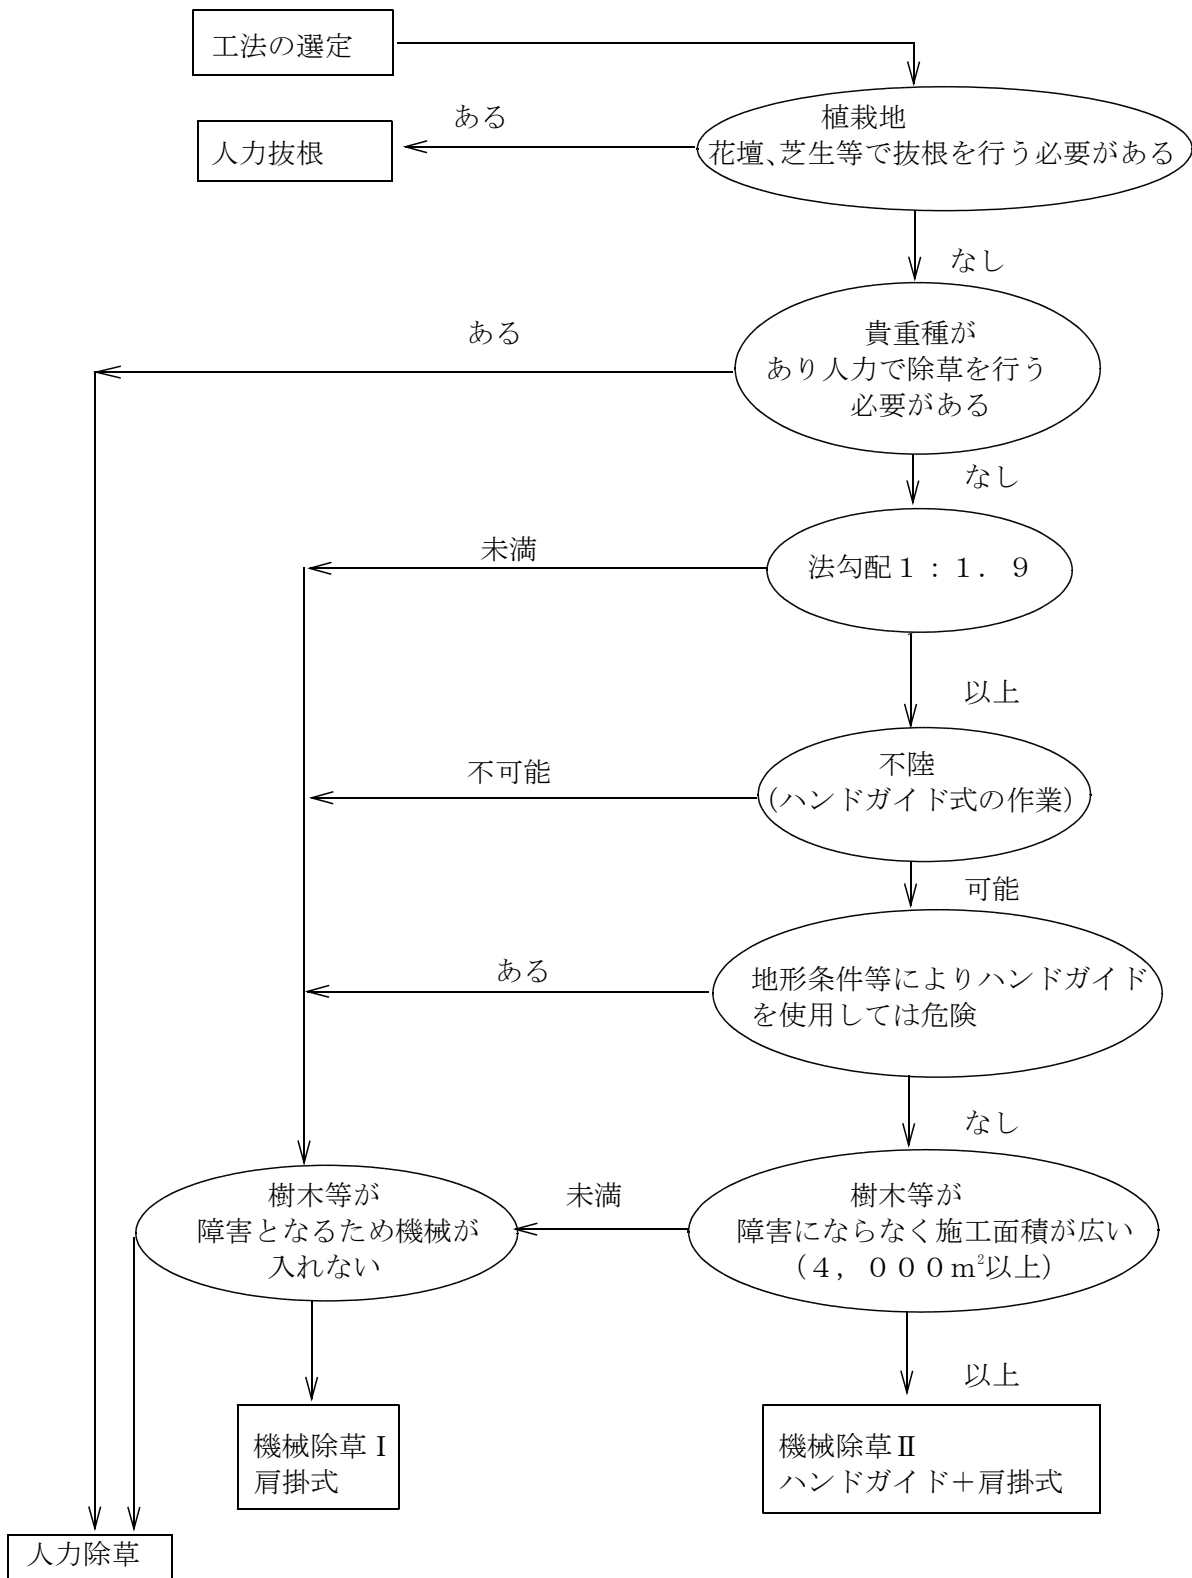 工法の選定
植栽地
花壇、芝生等で抜根を行う必要がある
ある
人力抜根
なし
貴重種が
あり人力で除草を行う
必要がある
ある
なし
法勾配1:1.9
未満
以上
不陸
(ハンドガイド式の作業)
不可能
可能
地形条件等によりハンドガイド
を使用しては危険
ある
なし
樹木等が
障害にならなく施工面積が広い
(4,000m²以上)
未満
樹木等が
障害となるため機械が
入れない
以上
機械除草Ⅰ
肩掛式
機械除草Ⅱ
ハンドガイド+肩掛式
人力除草